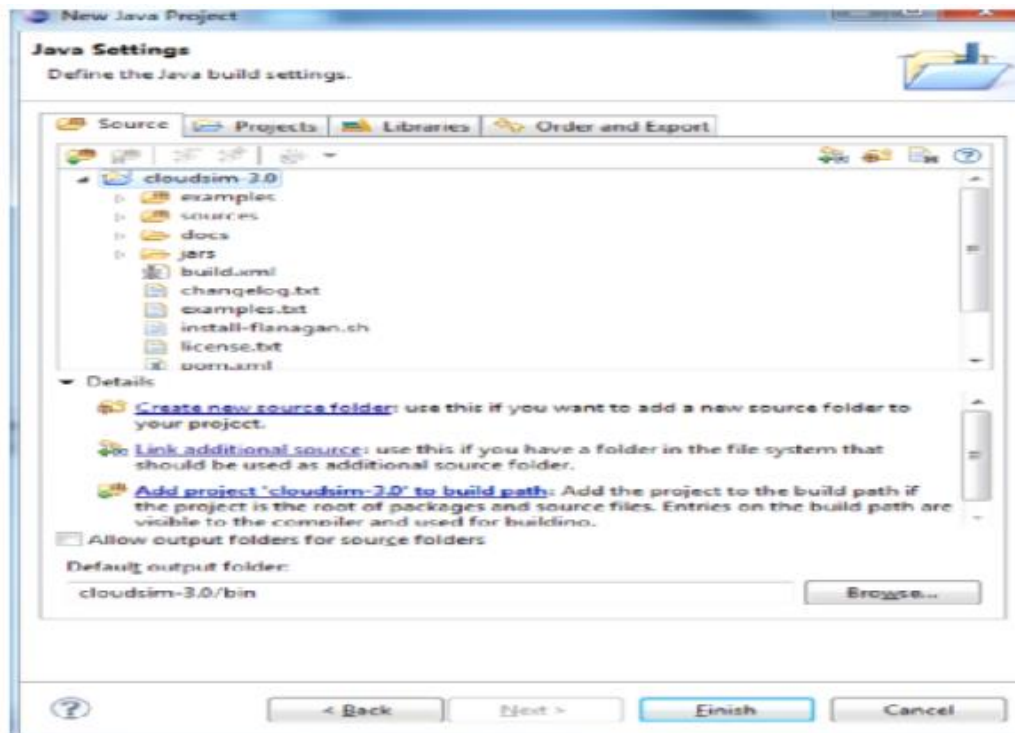 New Java Project
Java Settings
Define the Java build settings.
Source Projects Libraries Order and Export
cloudsim-3.0
examples
sources
docs
jars
build.xml
changelog.txt
examples.txt
install-flanagan.sh
license.txt
pom.xml
Details
Create new source folder: use this if you want to add a new source folder to
your project.
Link additional source: use this if you have a folder in the file system that
should be used as additional source folder.
Add project 'cloudsim-3.0' to build path: Add the project to the build path if
the project is the root of packages and source files. Entries on the build path are
visible to the compiler and used for building.
Allow output folders for source folders
Default output folder:
cloudsim-3.0/bin Browse...
< Back Next > Finish Cancel